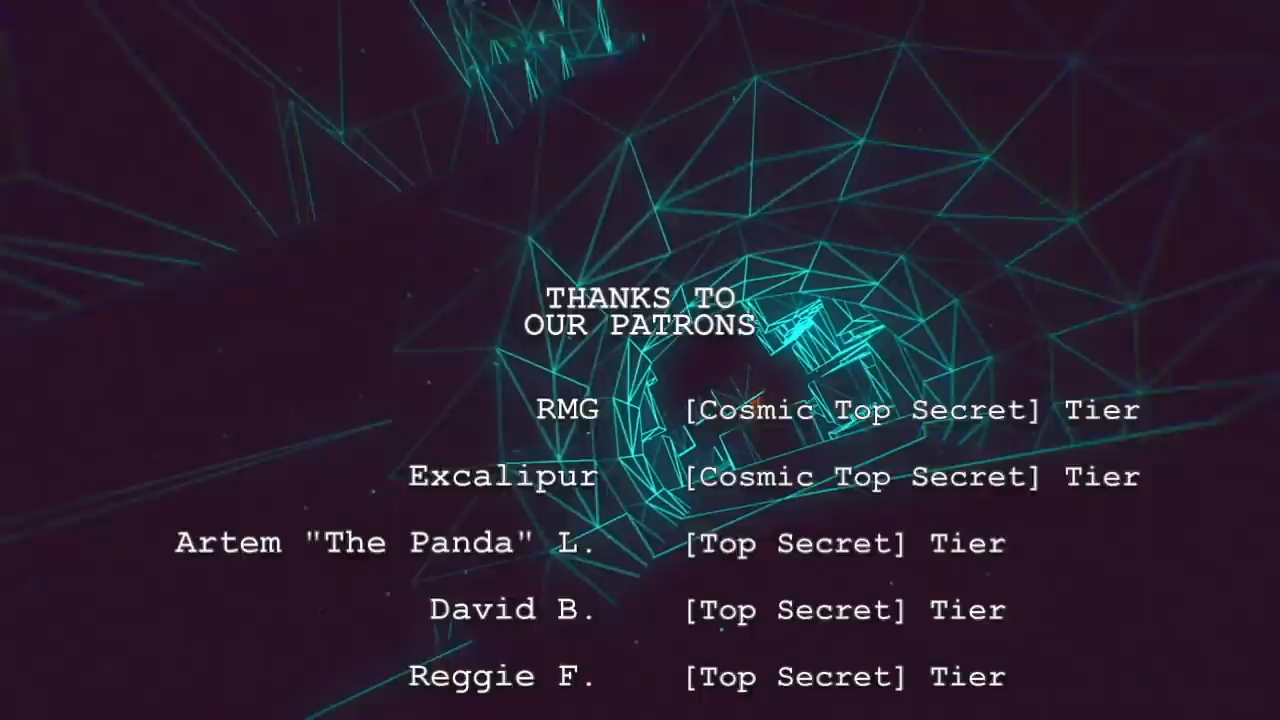 THANKS TO
OUR PATRONS
RMG [Cosmic Top Secret] Tier
Excalipur [Cosmic Top Secret] Tier
Artem "The Panda" L. [Top Secret] Tier
David B. [Top Secret] Tier
Reggie F. [Top Secret] Tier